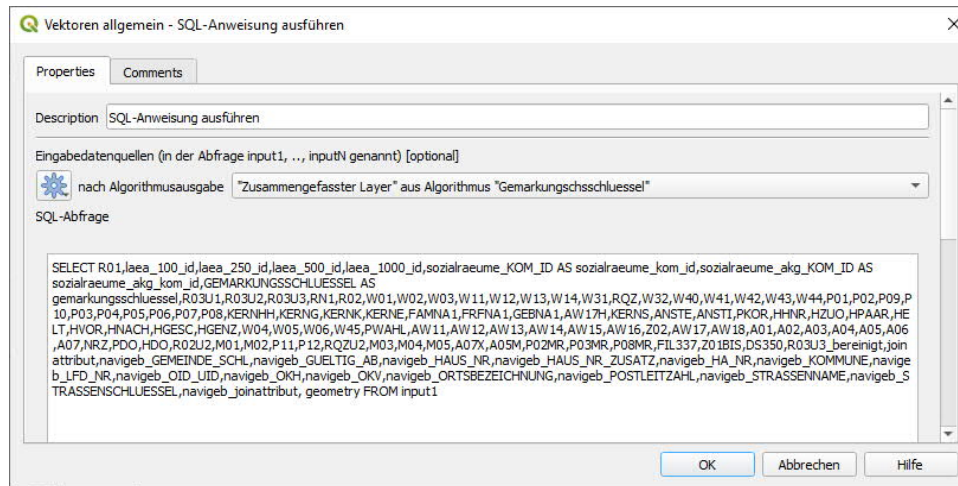 Vektoren allgemein - SQL-Anweisung ausführen
Properties Comments
Description SQL-Anweisung ausführen
Eingabedatenquellen (in der Abfrage input1, .., inputN genannt) [optional]
nach Algorithmusausgabe "Zusammengefasster Layer" aus Algorithmus "Gemarkungschsschluessel"
SQL-Abfrage
SELECT R01,laea_100_id,laea_250_id,laea_500_id,laea_1000_id,sozialraeume_KOM_ID AS sozialraeume_kom_id,sozialraeume_akg_KOM_ID AS
sozialraeume_akg_kom_id,GEMARKUNGSSCHLUESSEL AS
gemarkungsschluessel,R03U1,R03U2,R03U3,RN1,R02,W01,W02,W03,W11,W12,W13,W14,W31,RQZ,W32,W40,W41,W42,W43,W44,P01,P02,P09,P
10,P03,P04,P05,P06,P07,P08,KERNHH,KERNG,KERNK,KERNE,FAMNA1,FRFNA1,GEBNA1,AW17H,KERNS,ANSTE,ANSTI,PKOR,HHNR,HZUO,HPAAR,HE
LT,HVOR,HNACH,HGESC,HGENZ,W04,W05,W06,W45,PWAHL,AW11,AW12,AW13,AW14,AW15,AW16,Z02,AW17,AW18,A01,A02,A03,A04,A05,A06
,A07,NRZ,PDO,HDO,R02U2,M01,M02,P11,P12,RQZU2,M03,M04,M05,A07X,A05M,P02MR,P03MR,P08MR,FIL337,Z01BIS,DS350,R03U3_bereinigt,join
attribut,navigeb_GEMEINDE_SCHL,navigeb_GUELTIG_AB,navigeb_HAUS_NR,navigeb_HAUS_NR_ZUSATZ,navigeb_HA_NR,navigeb_KOMMUNE,navige
b_LFD_NR,navigeb_OID_UID,navigeb_OKH,navigeb_OKV,navigeb_ORTSBEZEICHNUNG,navigeb_POSTLEITZAHL,navigeb_STRASSENNAME,navigeb_S
TRASSENSCHLUESSEL,navigeb_joinattribut, geometry FROM input1
OK Abbrechen Hilfe